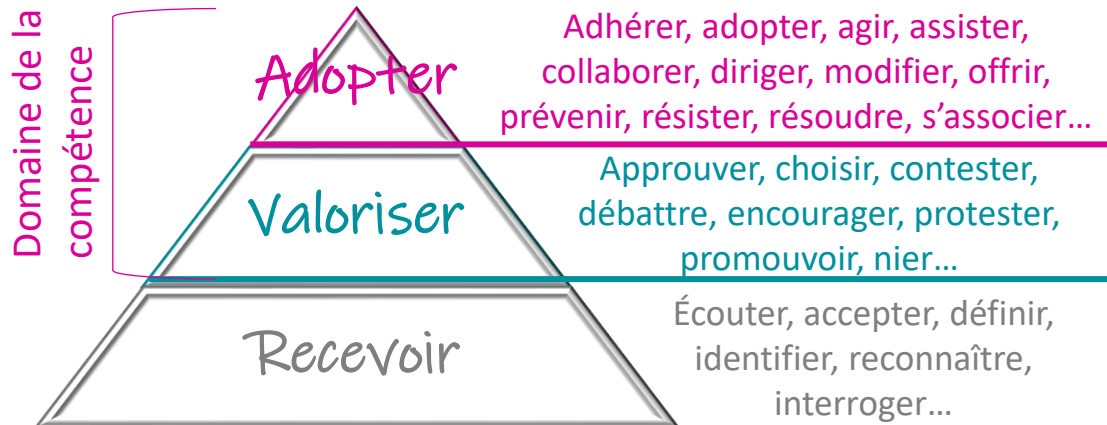 Domaine de la
compétence
Adopter
Adhérer, adopter, agir, assister,
collaborer, diriger, modifier, offrir,
prévenir, résister, résoudre, s’associer…
Valoriser
Approuver, choisir, contester,
débattre, encourager, protester,
promouvoir, nier…
Recevoir
Écouter, accepter, définir,
identifier, reconnaître,
interroger…